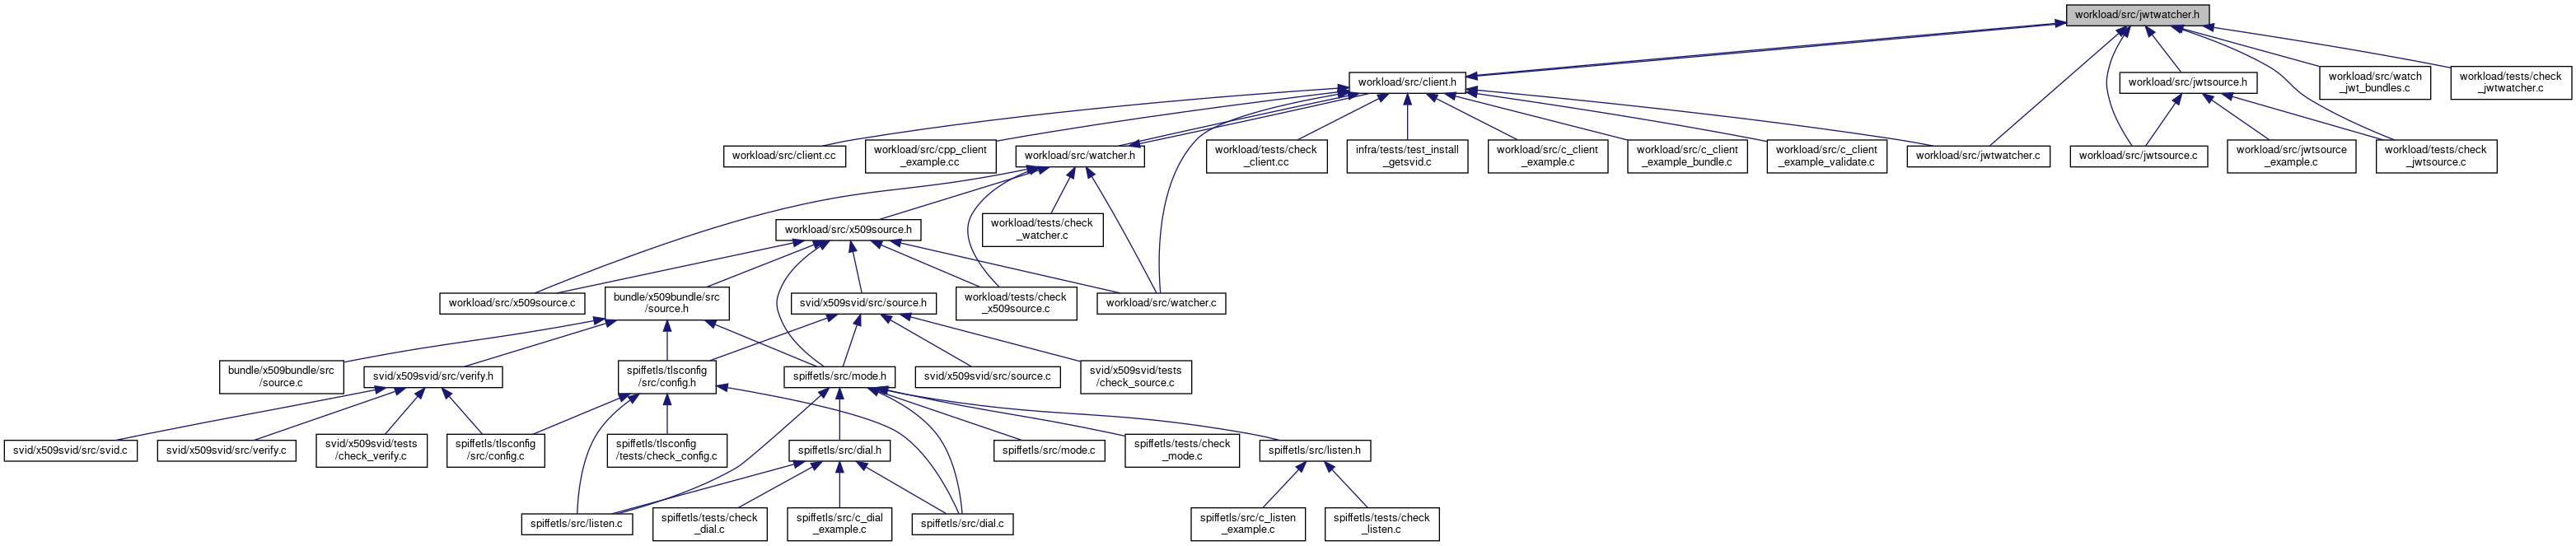 workload/src/jwtwatcher.h
workload/src/client.h
workload/src/jwtsource.h
workload/src/watch
_jwt_bundles.c
workload/tests/check
_jwtwatcher.c
workload/src/client.cc
workload/src/cpp_client
_example.cc
workload/src/watcher.h
workload/tests/check
_client.cc
infra/tests/test_install
_getsvid.c
workload/src/c_client
_example.c
workload/src/c_client
_example_bundle.c
workload/src/c_client
_example_validate.c
workload/src/jwtwatcher.c
workload/src/jwtsource.c
workload/src/jwtsource
_example.c
workload/tests/check
_jwtsource.c
workload/src/x509source.h
workload/tests/check
_watcher.c
workload/src/x509source.c
bundle/x509bundle/src
/source.h
svid/x509svid/src/source.h
workload/tests/check
_x509source.c
workload/src/watcher.c
bundle/x509bundle/src
/source.c
svid/x509svid/src/verify.h
spiffetls/tlsconfig
/src/config.h
spiffetls/src/mode.h
svid/x509svid/src/source.c
svid/x509svid/tests
/check_source.c
svid/x509svid/src/svid.c
svid/x509svid/src/verify.c
svid/x509svid/tests
/check_verify.c
spiffetls/tlsconfig
/src/config.c
spiffetls/tlsconfig
/tests/check_config.c
spiffetls/src/dial.h
spiffetls/src/mode.c
spiffetls/tests/check
_mode.c
spiffetls/src/listen.h
spiffetls/src/listen.c
spiffetls/tests/check
_dial.c
spiffetls/src/c_dial
_example.c
spiffetls/src/dial.c
spiffetls/src/c_listen
_example.c
spiffetls/tests/check
_listen.c